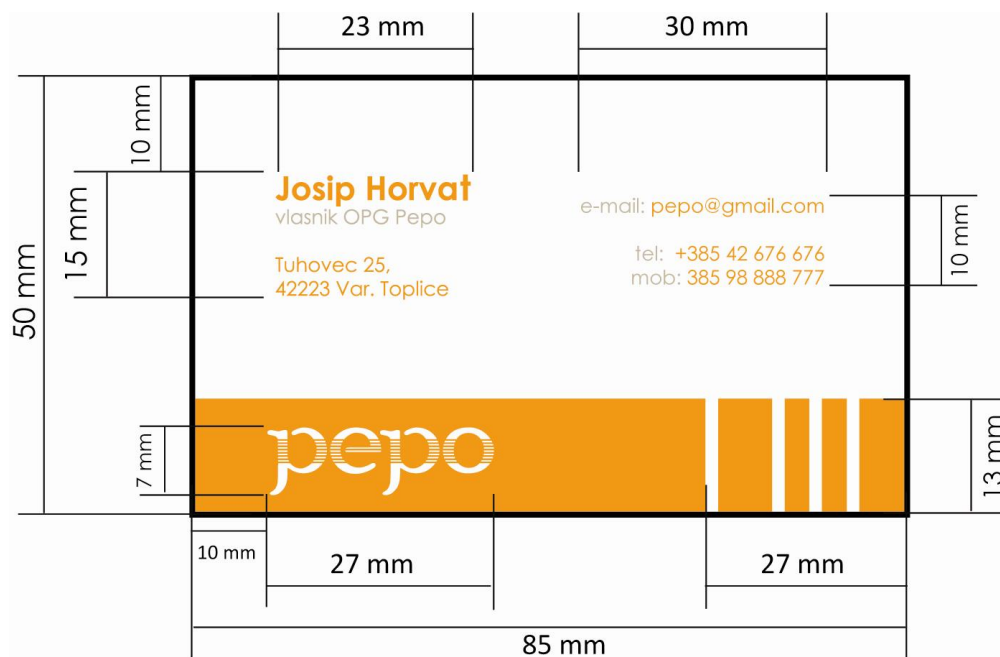 23 mm
30 mm
10 mm
15 mm
50 mm
Josip Horvat
vlasnik OPG Pepo
Tuhovec 25,
42223 Var. Toplice
e-mail: pepo@gmail.com
tel: +385 42 676 676
mob: 385 98 888 777
10 mm
pepo
7 mm
13 mm
10 mm
27 mm
27 mm
85 mm